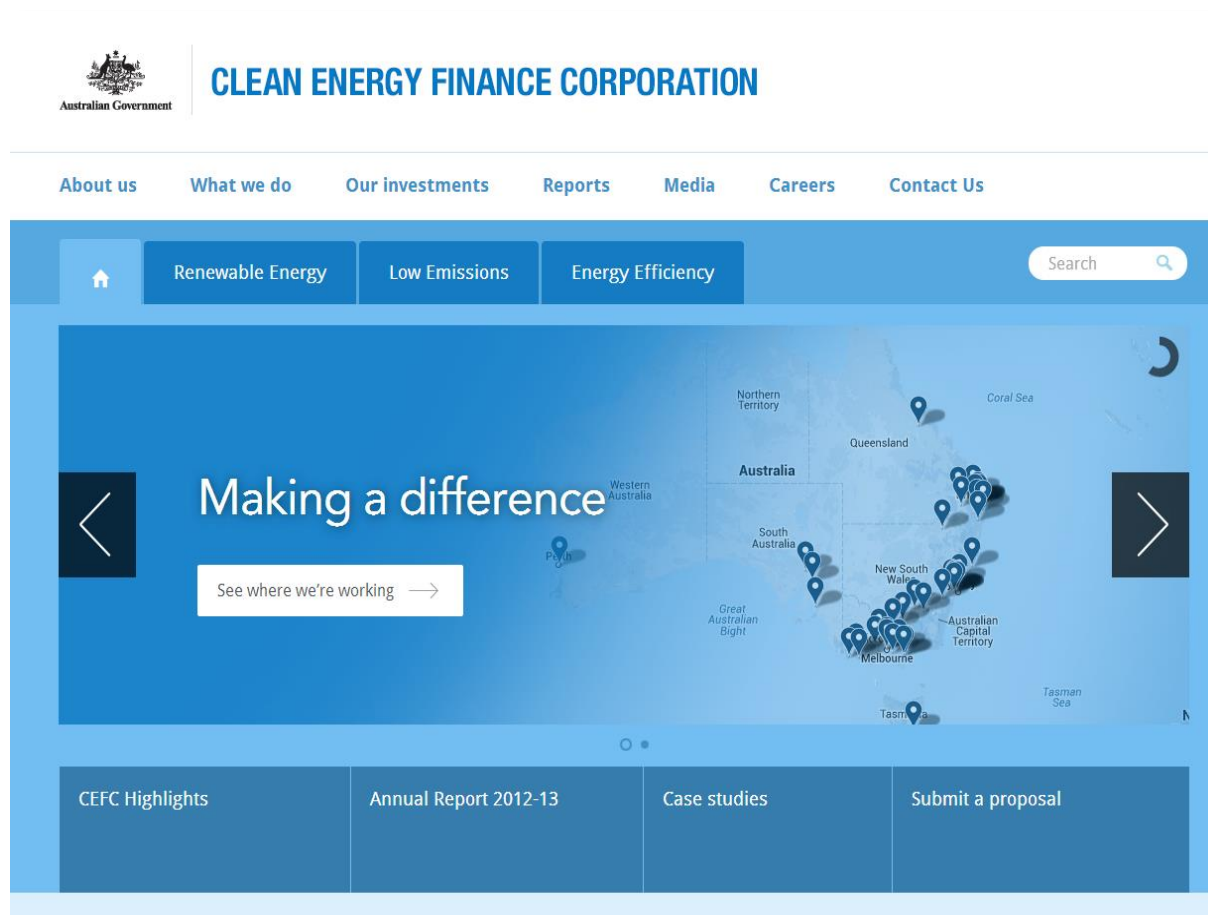 Australian Government
CLEAN ENERGY FINANCE CORPORATION
About us What we do Our investments Reports Media Careers Contact Us
Renewable Energy Low Emissions Energy Efficiency Search
Northern
Territory
Coral Sea
Queensland
Australia
Western
Australia
Making a difference
South
Australia
See where we're working
New South
Great
Australian
Bight
Australian
Capital
Territory
Melbourne
Tasman
Sea
N
CEFC Highlights Annual Report 2012-13 Case studies Submit a proposal